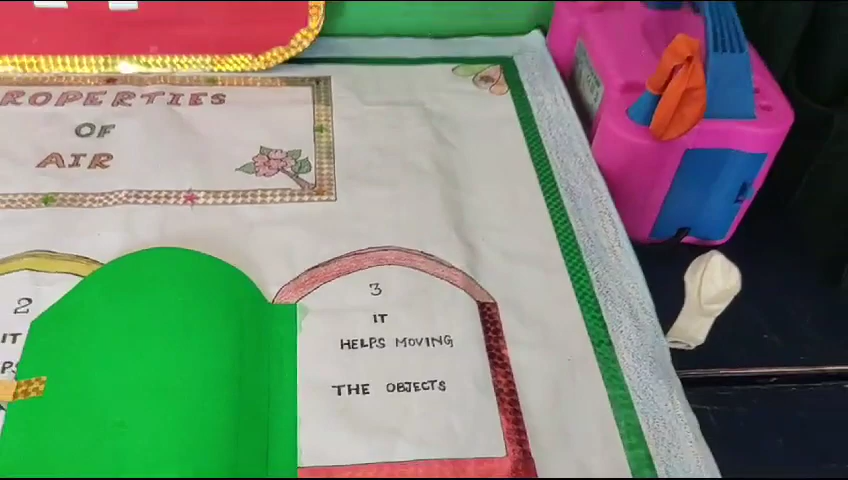 ROPERTIES
OF
AIR
2
IT
3
IT
HELPS MOVING
THE OBJECTS